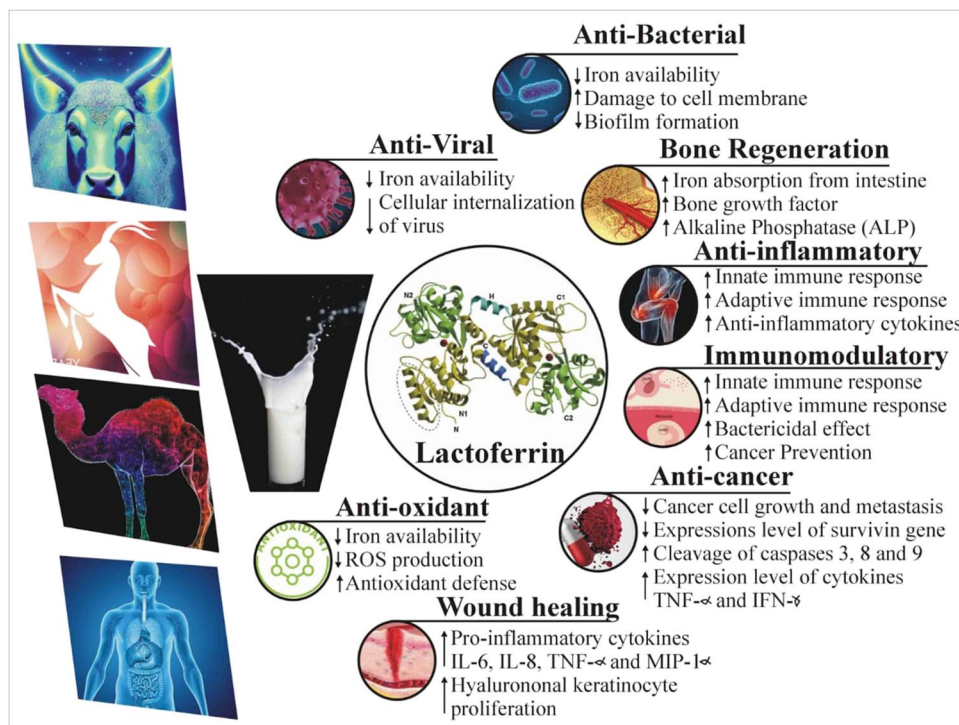 Anti-Bacterial
↓ Iron availability
↑ Damage to cell membrane
↓ Biofilm formation
Anti-Viral
↓ Iron availability
↓ Cellular internalization
of virus
Bone Regeneration
↑ Iron absorption from intestine
↑ Bone growth factor
↑ Alkaline Phosphatase (ALP)
Anti-inflammatory
↑ Innate immune response
↑ Adaptive immune response
↑ Anti-inflammatory cytokines
N2
H
C1
C
N1
N
C2
Lactoferrin
Immunomodulatory
↑ Innate immune response
↑ Adaptive immune response
↑ Bactericidal effect
↑ Cancer Prevention
Anti-cancer
↓ Cancer cell growth and metastasis
↓ Expressions level of survivin gene
↑ Cleavage of caspases 3, 8 and 9
↑ Expression level of cytokines
TNF-α and IFN-γ
Anti-oxidant
ANTIOXIDANT
↓ Iron availability
↓ ROS production
↑ Antioxidant defense
Wound healing
↑ Pro-inflammatory cytokines
IL-6, IL-8, TNF-α and MIP-1α
↑ Hyalurononal keratinocyte
proliferation